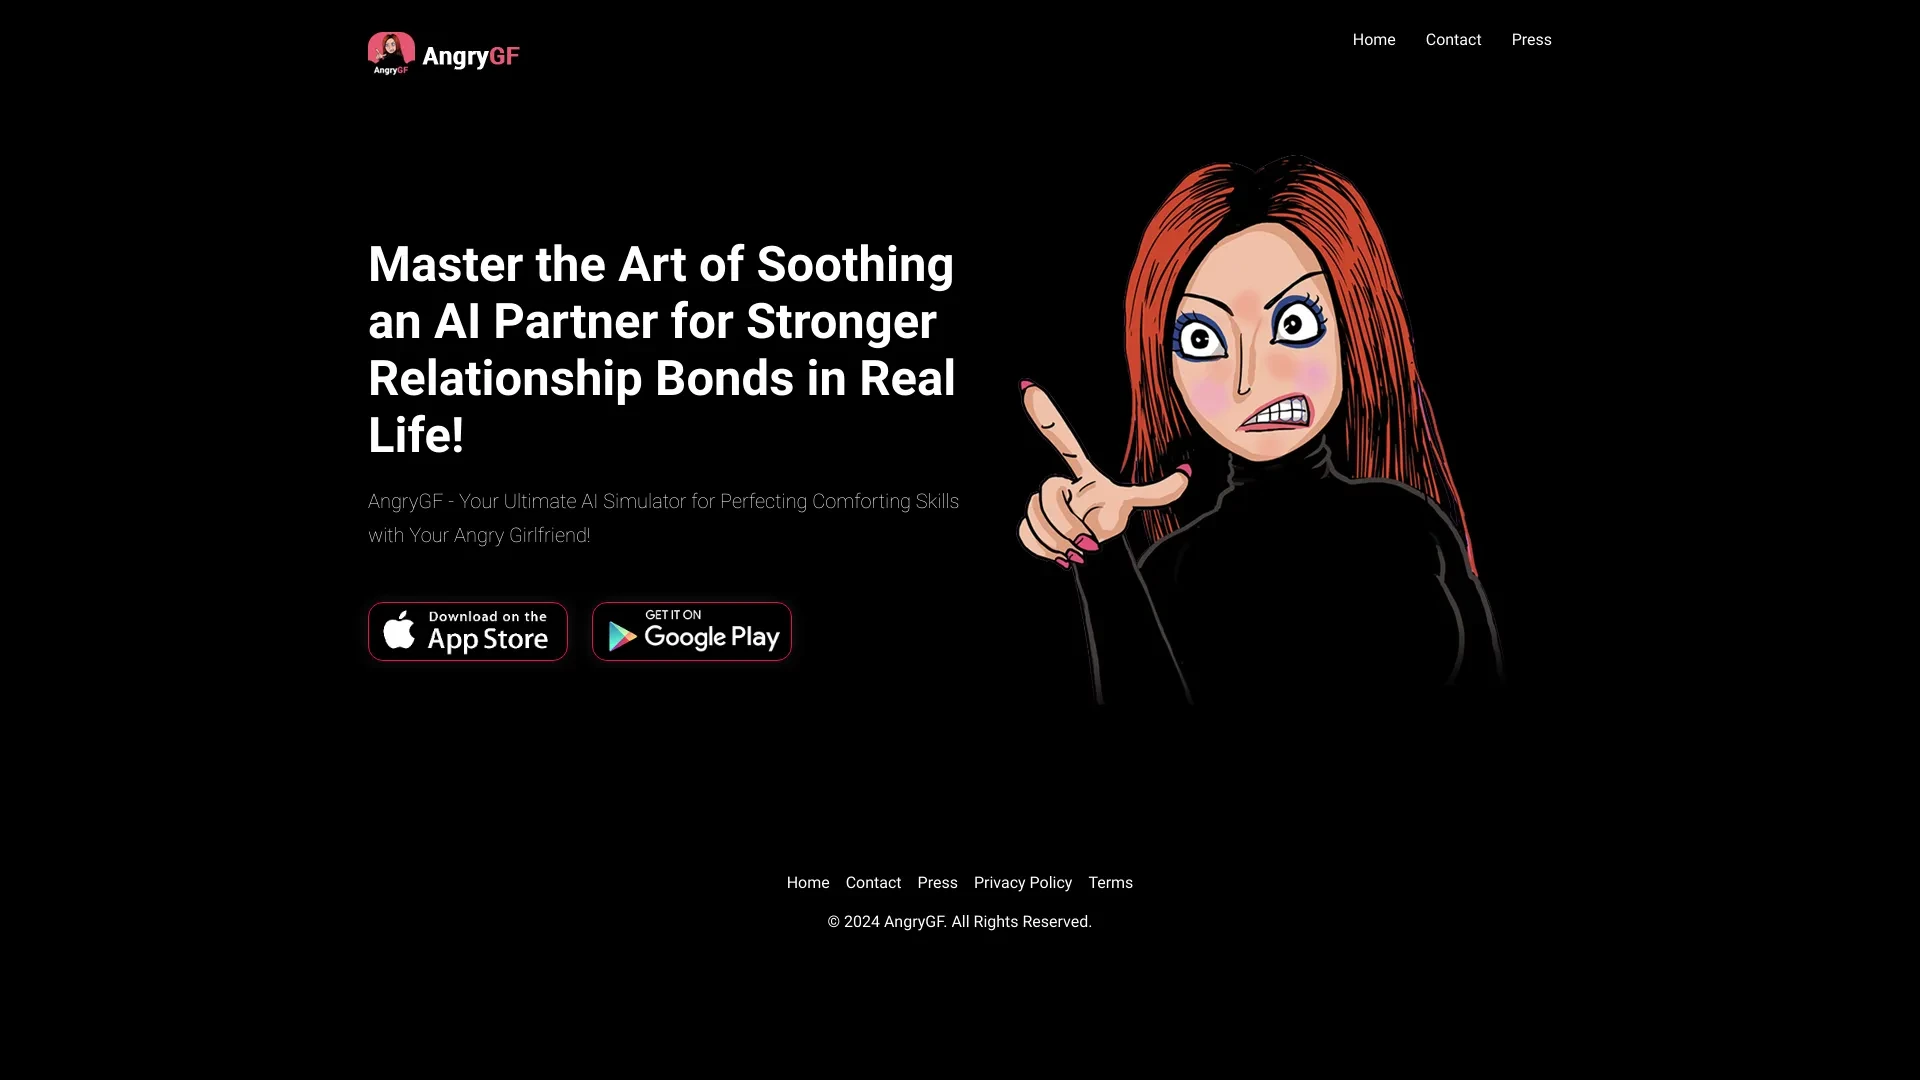 AngryGF
AngryGF
Home Contact Press
Master the Art of Soothing
an AI Partner for Stronger
Relationship Bonds in Real
Life!
AngryGF - Your Ultimate AI Simulator for Perfecting Comforting Skills
with Your Angry Girlfriend!
Download on the
App Store
GET IT ON
Google Play
Home Contact Press Privacy Policy Terms
© 2024 AngryGF. All Rights Reserved.